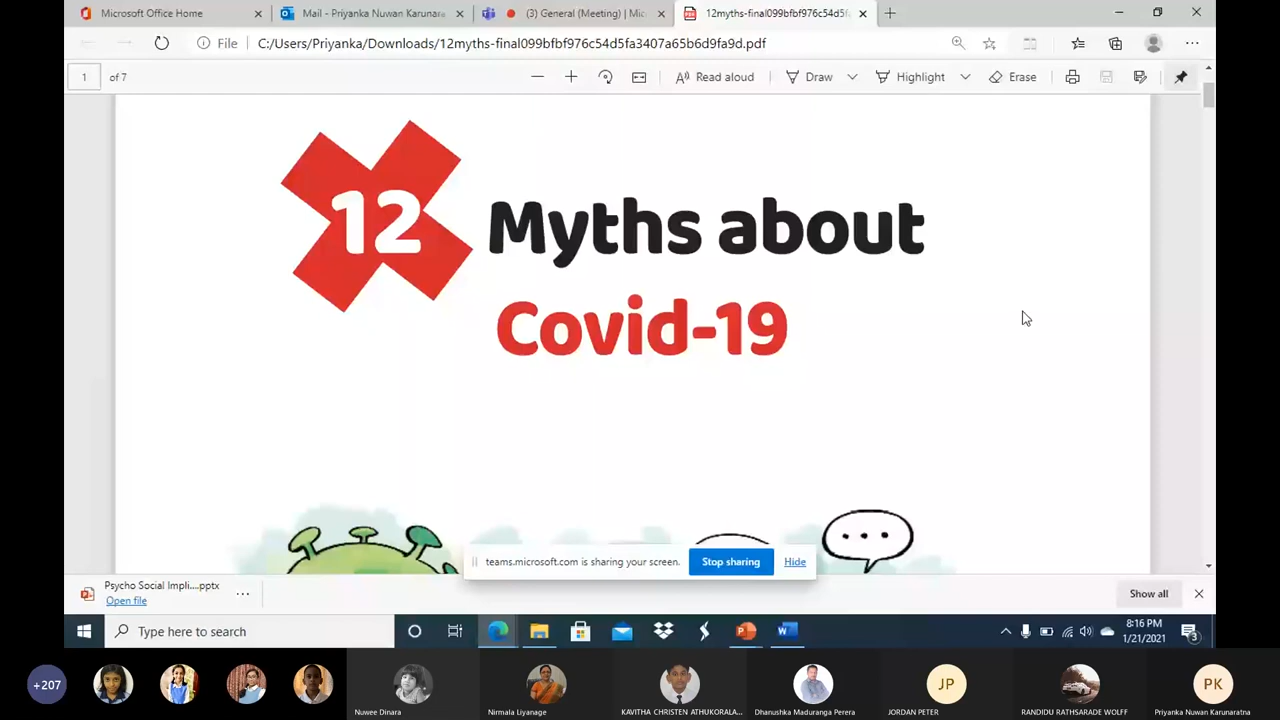 Microsoft Office Home
Mail - Priyanka Nuwan Karunar
(3) General (Meeting) | Mic
12myths-final099bfbf976c54d5f
File
C:/Users/Priyanka/Downloads/12myths-final099bfbf976c54d5fa3407a65b6d9fa9d.pdf
1 of 7
Read aloud
Draw
Highlight
Erase
12 Myths about
Covid-19
teams.microsoft.com is sharing your screen.
Stop sharing
Hide
Psycho Social Impli....pptx
Open file
Show all
Type here to search
8:16 PM
1/21/2021
3
+207
Nuwee Dinara
Nirmala Liyanage
KAVITHA CHRISTEN ATHUKORALA...
Dhanushka Maduranga Perera
JP
JORDAN PETER
RANDIDU RATHSARADE WOLFF
PK
Priyanka Nuwan Karunaratna